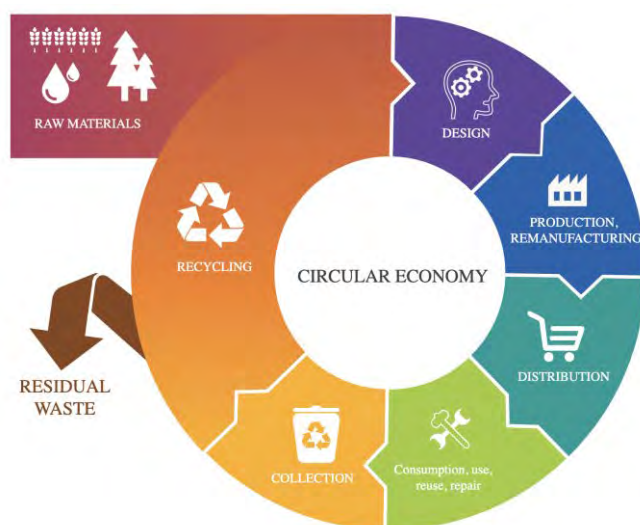 RAW MATERIALS
DESIGN
PRODUCTION,
REMANUFACTURING
RECYCLING
CIRCULAR ECONOMY
DISTRIBUTION
RESIDUAL
WASTE
COLLECTION
Consumption, use,
reuse, repair